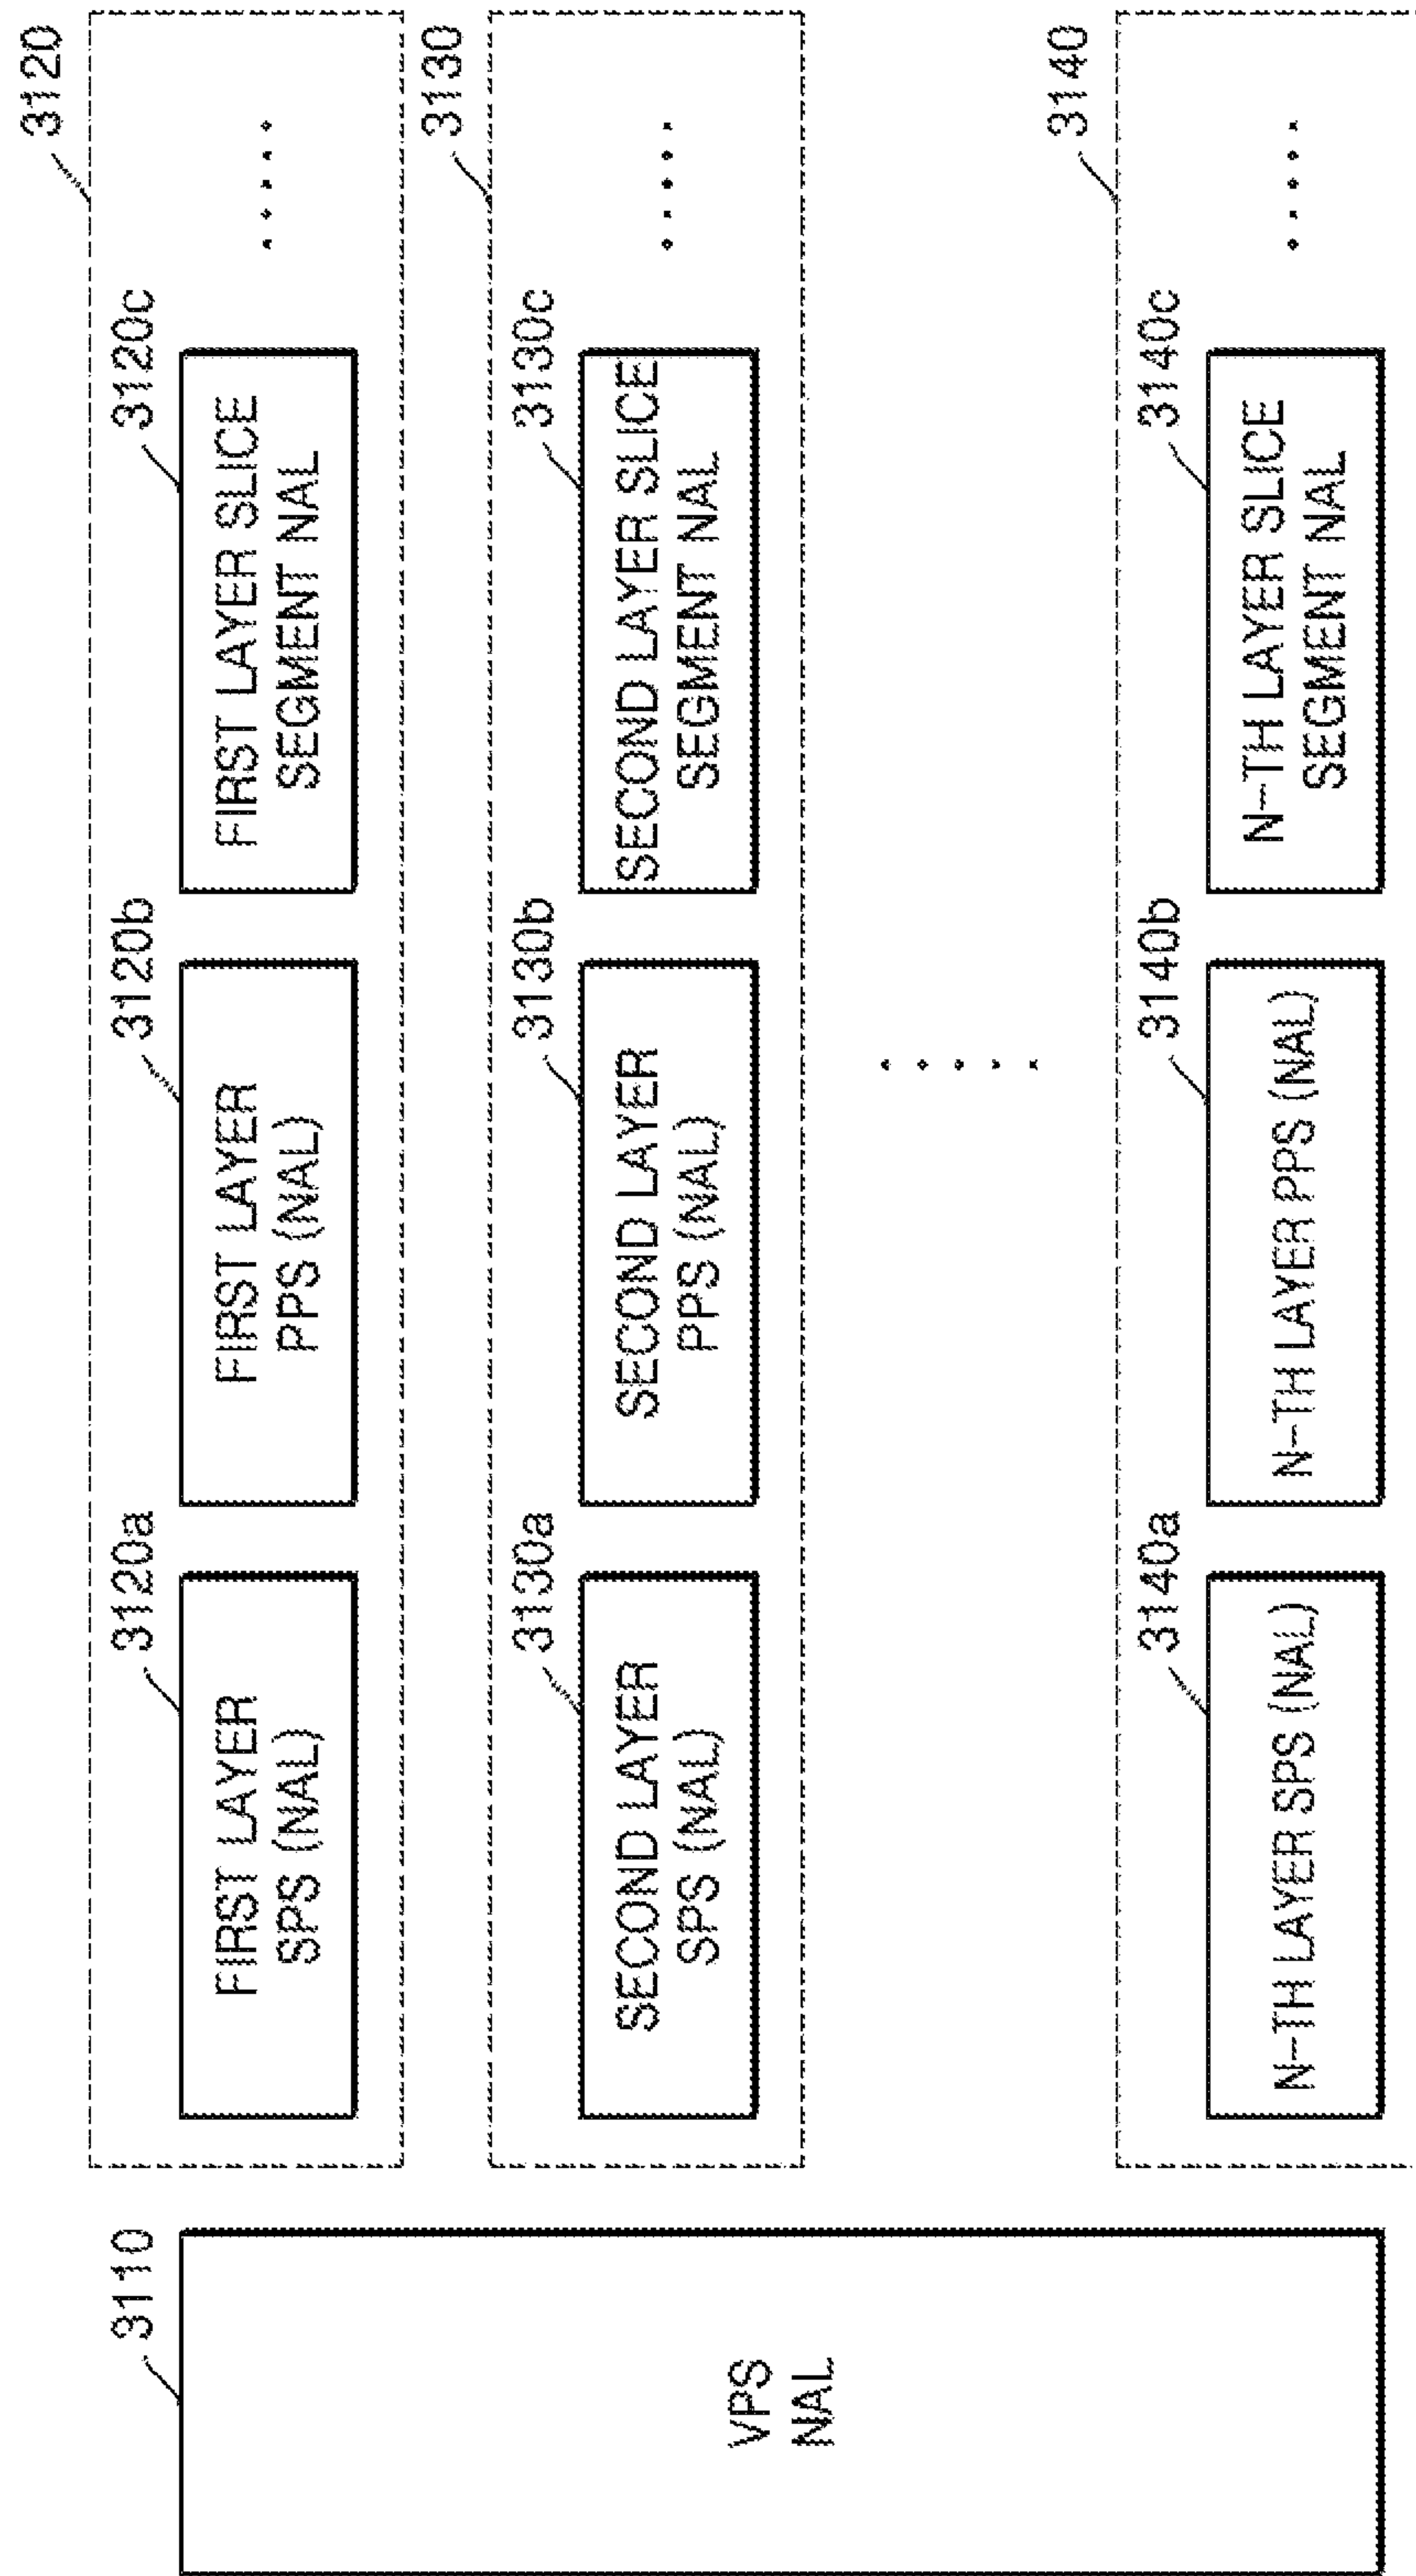 3110
VPS
NAL
3120
3120a
FIRST LAYER
SPS (NAL)
3120b
FIRST LAYER
PPS (NAL)
3120c
FIRST LAYER SLICE
SEGMENT NAL
.....
3130
3130a
SECOND LAYER
SPS (NAL)
3130b
SECOND LAYER
PPS (NAL)
3130c
SECOND LAYER SLICE
SEGMENT NAL
.....
.....
3140
3140a
N-TH LAYER SPS (NAL)
3140b
N-TH LAYER PPS (NAL)
3140c
N-TH LAYER SLICE
SEGMENT NAL
.....